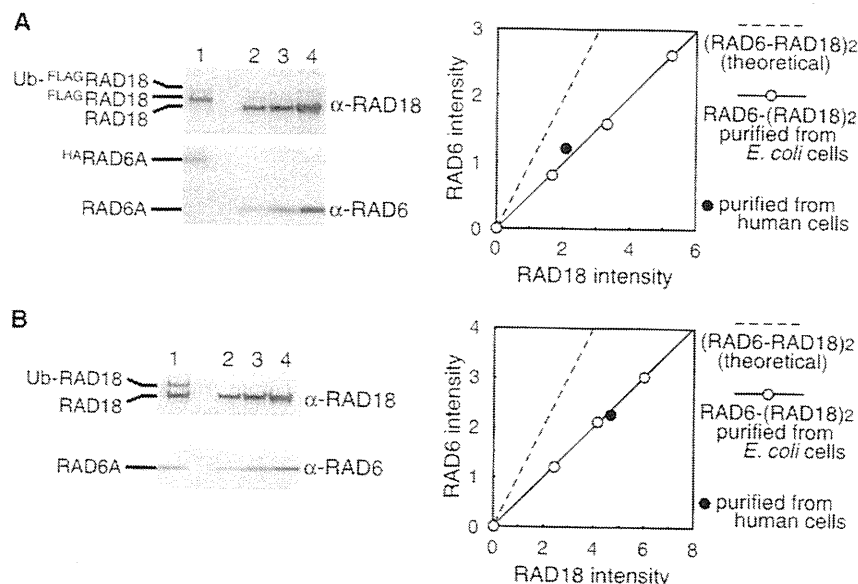 A
1 2 3 4
Ub-FLAGRAD18
FLAGRAD18
RAD18
α-RAD18
HARAD6A
RAD6A
α-RAD6
3
2
1
0
RAD6 intensity
0 2 4 6
RAD18 intensity
(RAD6-RAD18)2
(theoretical)
RAD6-(RAD18)2
purified from
E. coli cells
purified from
human cells
B
1 2 3 4
Ub-RAD18
RAD18
α-RAD18
RAD6A
α-RAD6
4
3
2
1
0
RAD6 intensity
0 2 4 6 8
RAD18 intensity
(RAD6-RAD18)2
(theoretical)
RAD6-(RAD18)2
purified from
E. coli cells
purified from
human cells